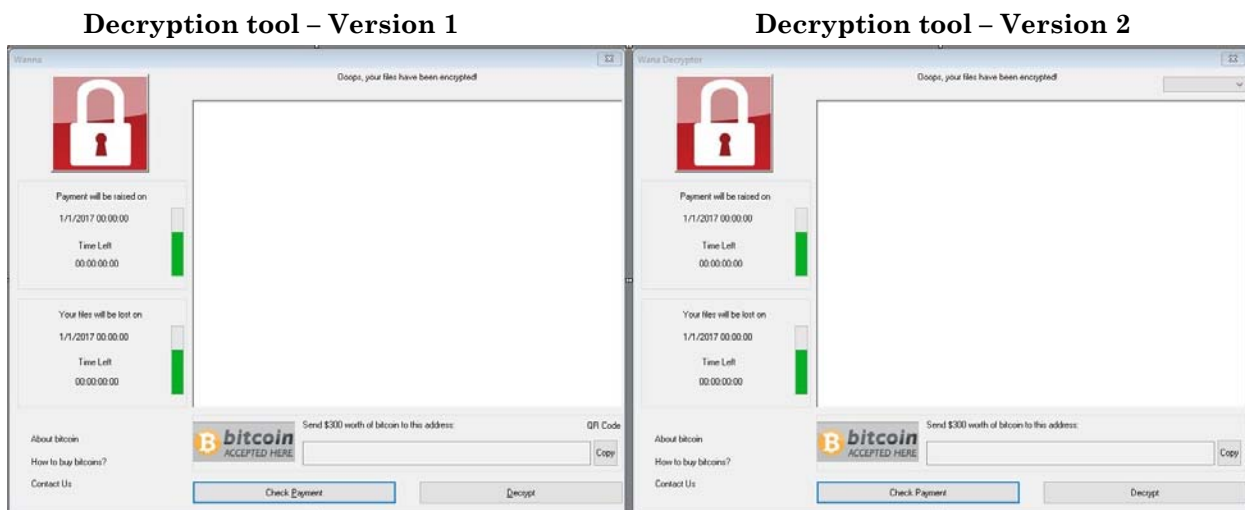 Decryption tool – Version 1
Wanna
Ooops, your files have been encrypted!
Payment will be raised on
1/1/2017 00:00:00
Time Left
00:00:00:00
Your files will be lost on
1/1/2017 00:00:00
Time Left
00:00:00:00
About bitcoin
How to buy bitcoins?
Contact Us
bitcoin
ACCEPTED HERE
Send $300 worth of bitcoin to this address:
QR Code
Copy
Check Payment
Decrypt
Decryption tool – Version 2
Wana Decryptor
Ooops, your files have been encrypted!
Payment will be raised on
1/1/2017 00:00:00
Time Left
00:00:00:00
Your files will be lost on
1/1/2017 00:00:00
Time Left
00:00:00:00
About bitcoin
How to buy bitcoins?
Contact Us
bitcoin
ACCEPTED HERE
Send $300 worth of bitcoin to this address:
Copy
Check Payment
Decrypt